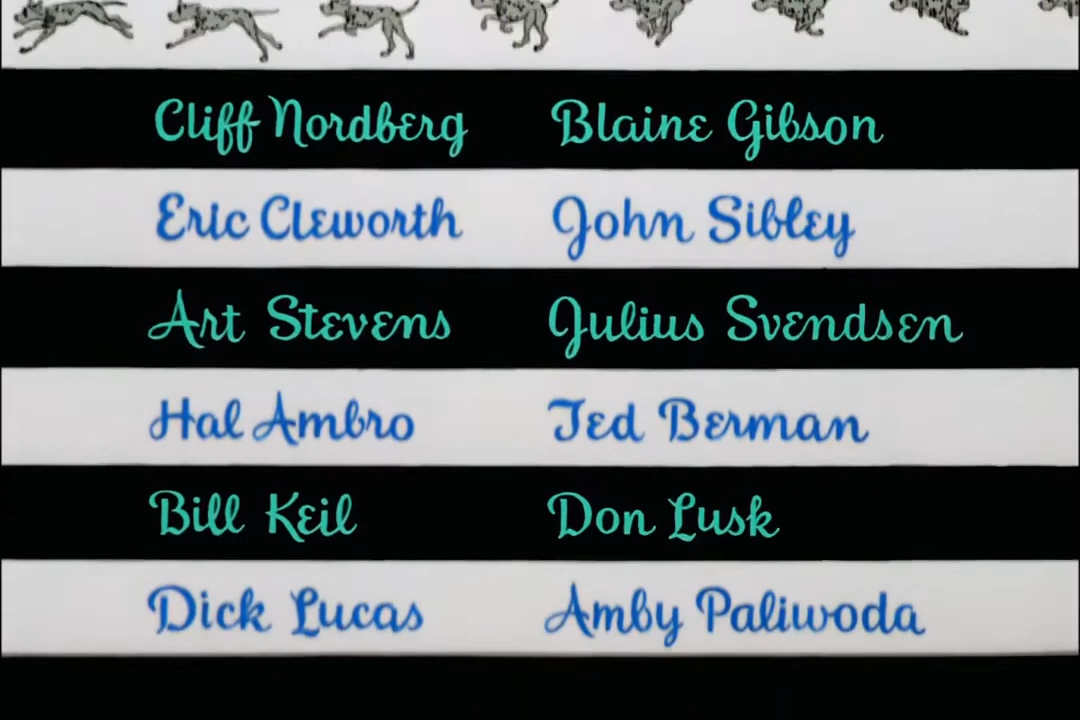 Cliff Nordberg Blaine Gibson
Eric Cleworth John Sibley
Art Stevens Julius Svendsen
Hal Ambro Ted Berman
Bill Keil Don Lusk
Dick Lucas Amby Paliwoda